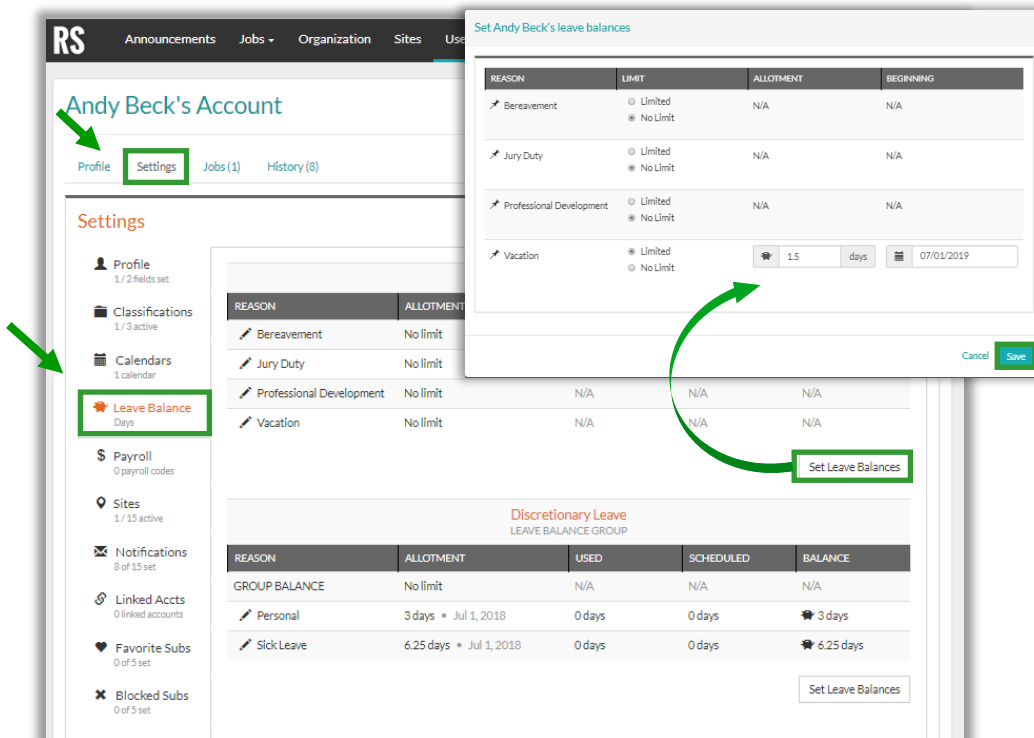 RS Announcements Jobs Organization Sites Use
Andy Beck's Account
Profile Settings Jobs (1) History (8)
Settings
Profile
1 / 2 fields set
Classifications
1 / 3 active
Calendars
1 calendar
Leave Balance
Days
$ Payroll
0 payroll codes
Sites
1 / 15 active
Notifications
8 of 15 set
Linked Accts
0 linked accounts
Favorite Subs
0 of 5 set
Blocked Subs
0 of 5 set
REASON ALLOTMENT
Bereavement No limit
Jury Duty No limit
Professional Development No limit N/A N/A N/A
Vacation No limit N/A N/A N/A
Set Leave Balances
Discretionary Leave
LEAVE BALANCE GROUP
REASON ALLOTMENT USED SCHEDULED BALANCE
GROUP BALANCE No limit N/A N/A N/A
Personal 3 days • Jul 1, 2018 0 days 0 days 3 days
Sick Leave 6.25 days • Jul 1, 2018 0 days 0 days 6.25 days
Set Leave Balances
Set Andy Beck's leave balances
REASON LIMIT ALLOTMENT BEGINNING
Bereavement Limited N/A N/A
No Limit
Jury Duty Limited N/A N/A
No Limit
Professional Development Limited N/A N/A
No Limit
Vacation Limited 1.5 days 07/01/2019
No Limit
Cancel Save